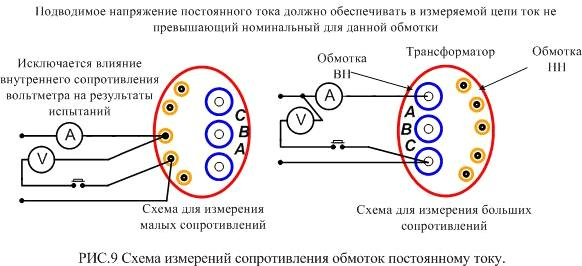 Подводимое напряжение постоянного тока должно обеспечивать в измеряемой цепи ток не
превышающий номинальный для данной обмотки
Исключается влияние
внутреннего сопротивления
вольтметра на результаты
испытаний
A
V
C
B
A
Схема для измерения
малых сопротивлений
Обмотка
ВН
Трансформатор
Обмотка
НН
A
V
A
B
C
Схема для измерения больших
сопротивлений
РИС.9 Схема измерений сопротивления обмоток постоянному току.